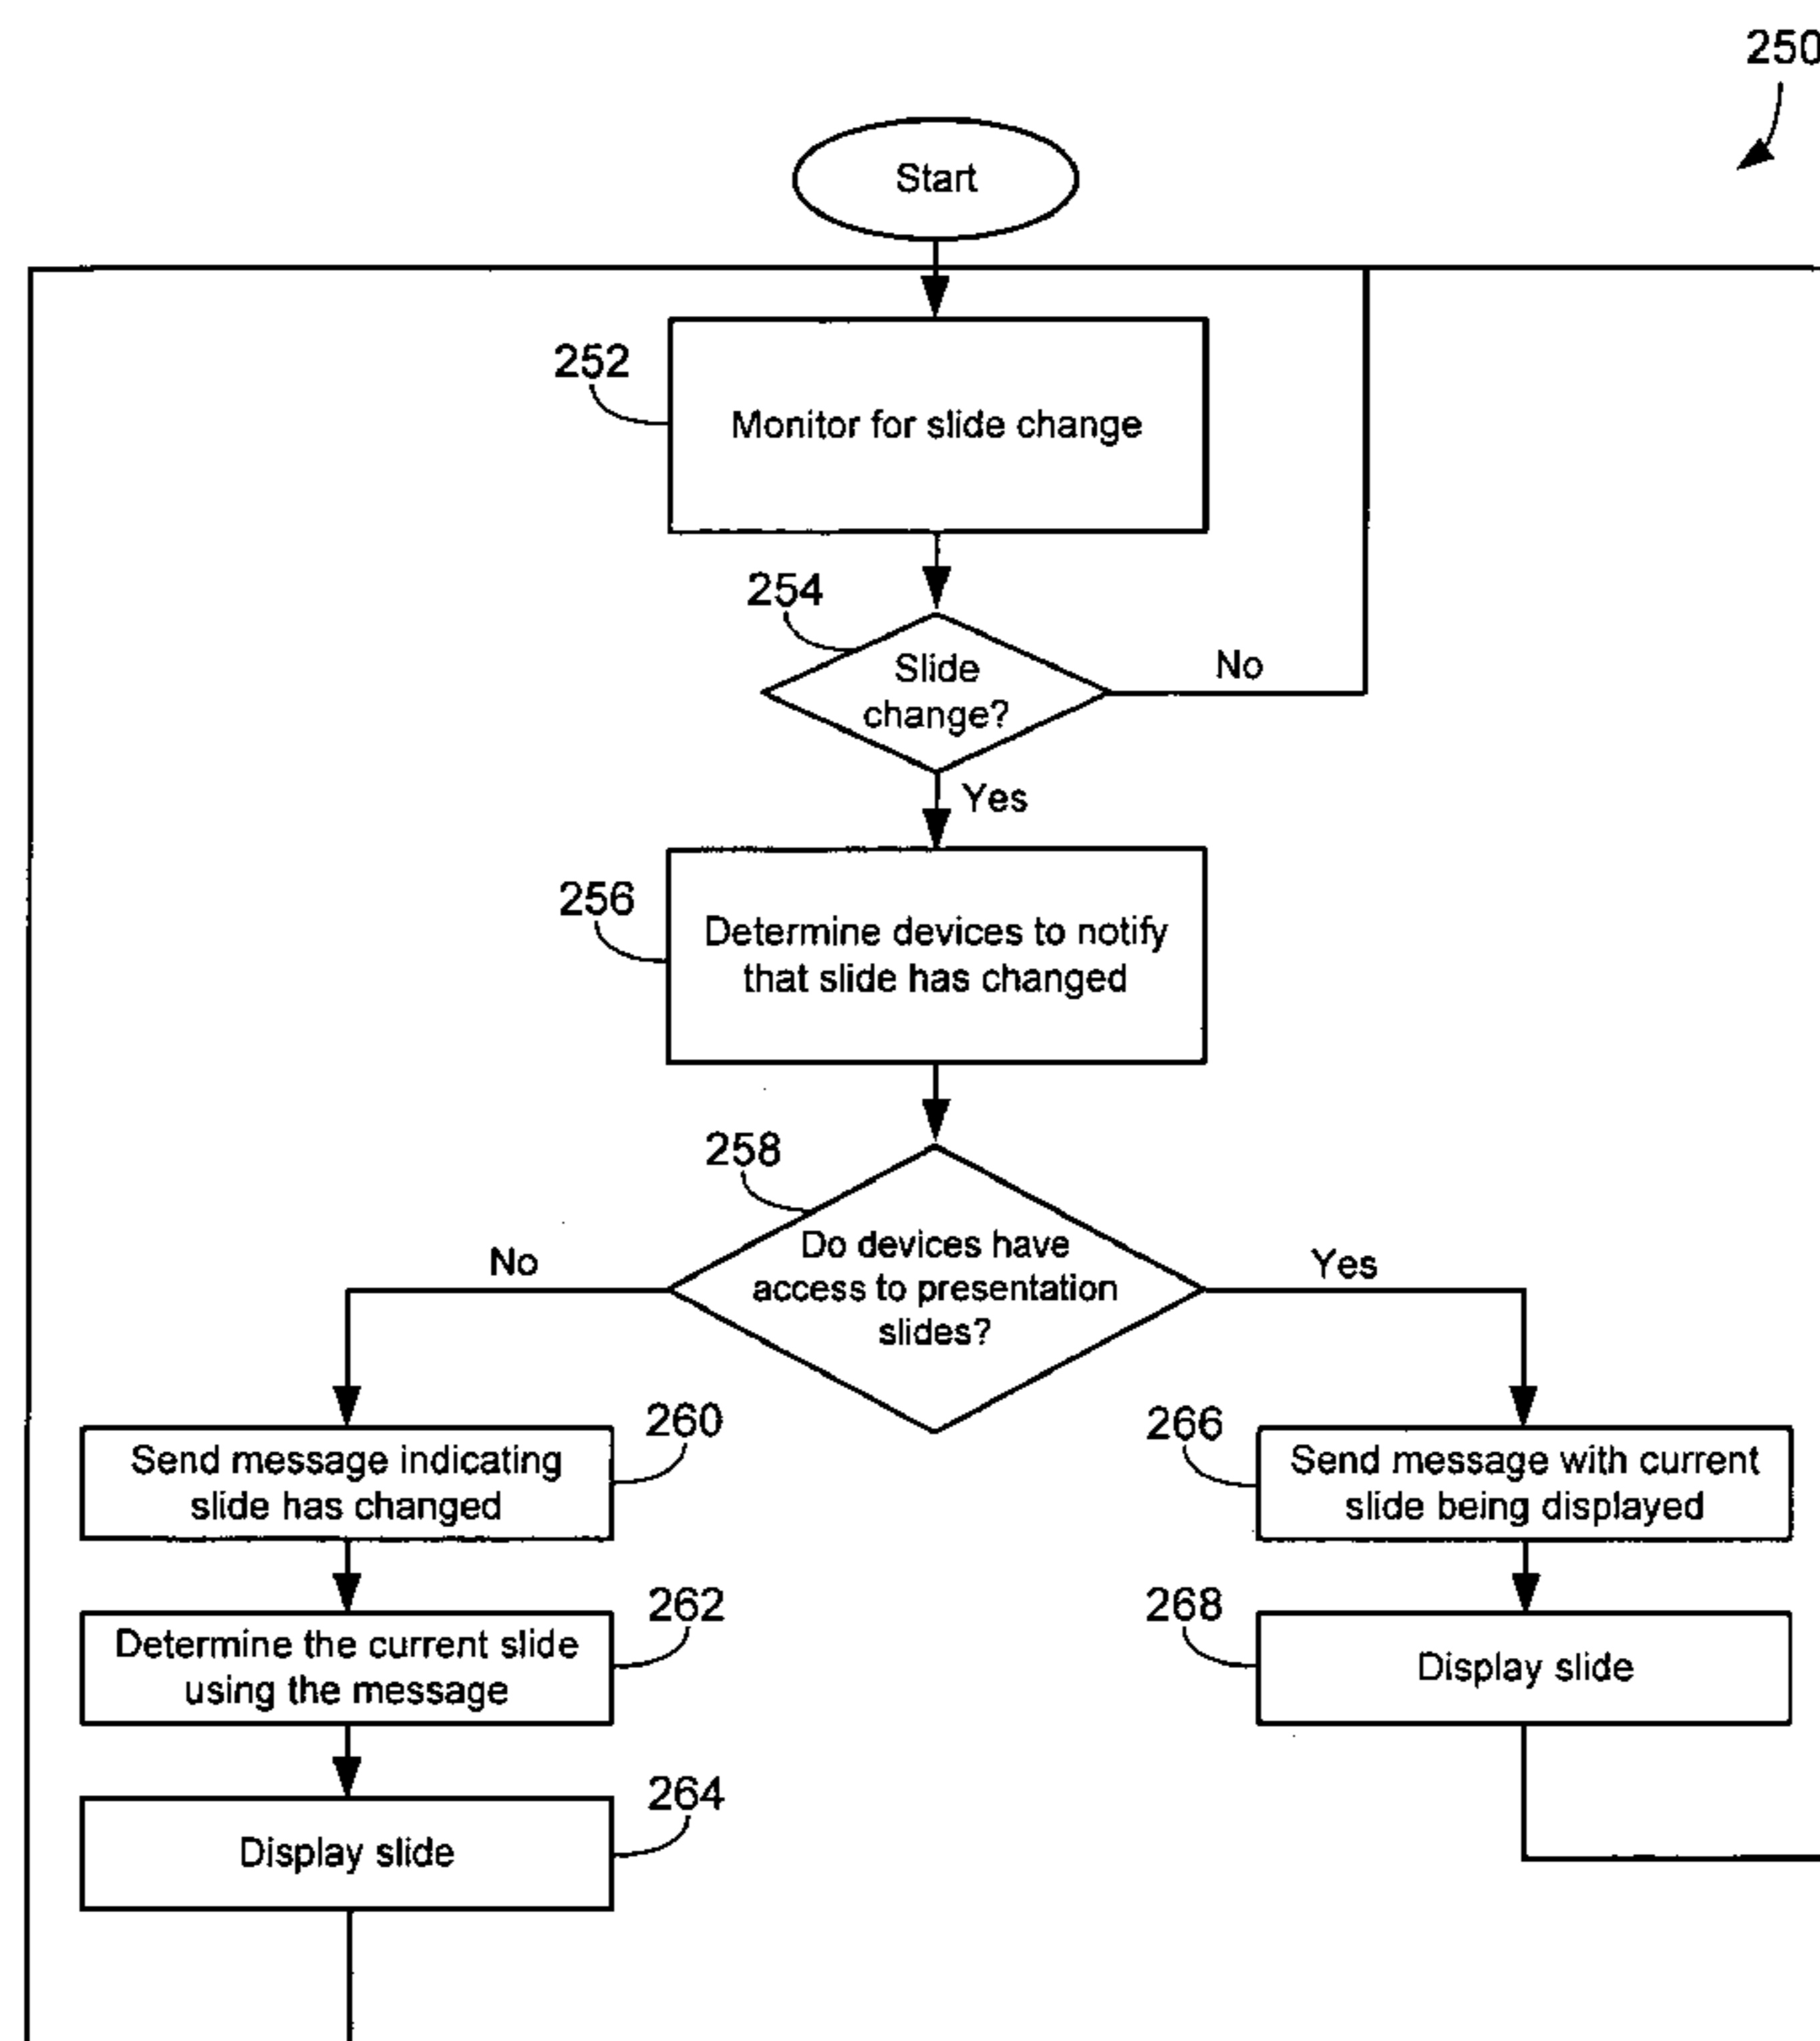 250
Start
252
Monitor for slide change
254
Slide
change?
No
Yes
256
Determine devices to notify
that slide has changed
258
Do devices have
access to presentation
slides?
No
Yes
260
Send message indicating
slide has changed
266
Send message with current
slide being displayed
262
Determine the current slide
using the message
268
Display slide
264
Display slide